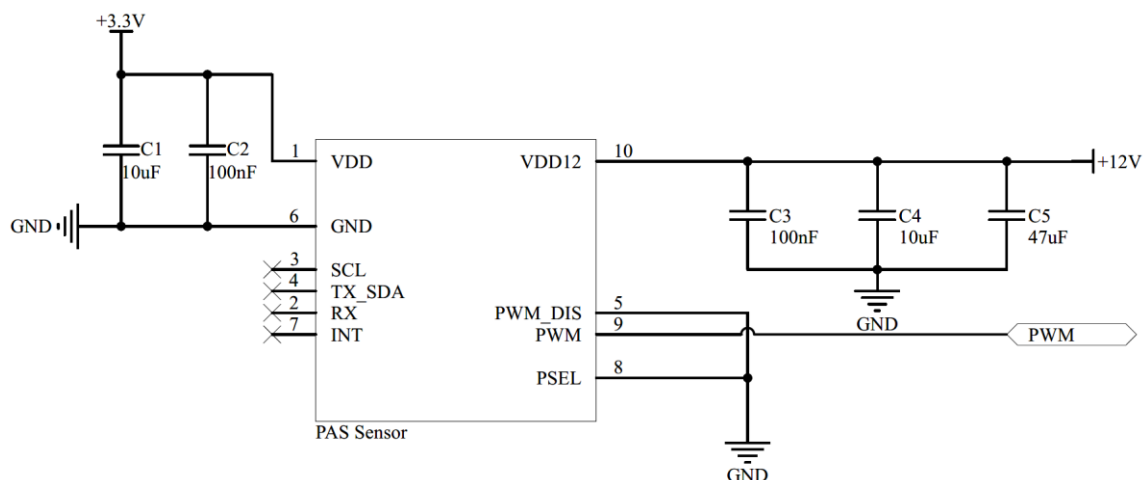 +3.3V
C1
10uF
C2
100nF
1
VDD
VDD12
10
+12V
GND
6
GND
C3
100nF
C4
10uF
C5
47uF
3
SCL
4
TX_SDA
2
RX
7
INT
PWM_DIS
5
PWM
9
PWM
GND
PSEL
8
PAS Sensor
GND